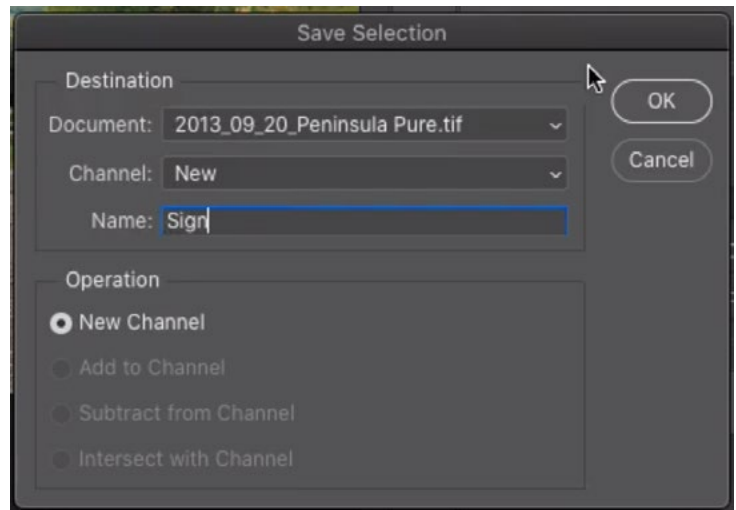 Save Selection
Destination
Document: 2013_09_20_Peninsula Pure.tif
Channel: New
Name: Sign
OK
Cancel
Operation
New Channel
Add to Channel
Subtract from Channel
Intersect with Channel